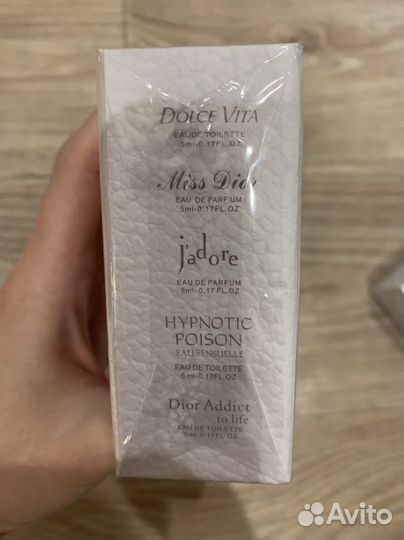 DOLCE VITA
EAU DE TOILETTE
5ml-0.17FL.OZ
Miss Dior
EAU DE PARFUM
5ml-0.17FL.OZ
j'adore
EAU DE PARFUM
5ml-0.17FL.OZ
HYPNOTIC
POISON
EAU SENSUELLE
EAU DE TOILETTE
5ml-0.17FL.OZ
Dior Addict
to life
EAU DE TOILETTE
5ml-0.17FL.OZ
Avito